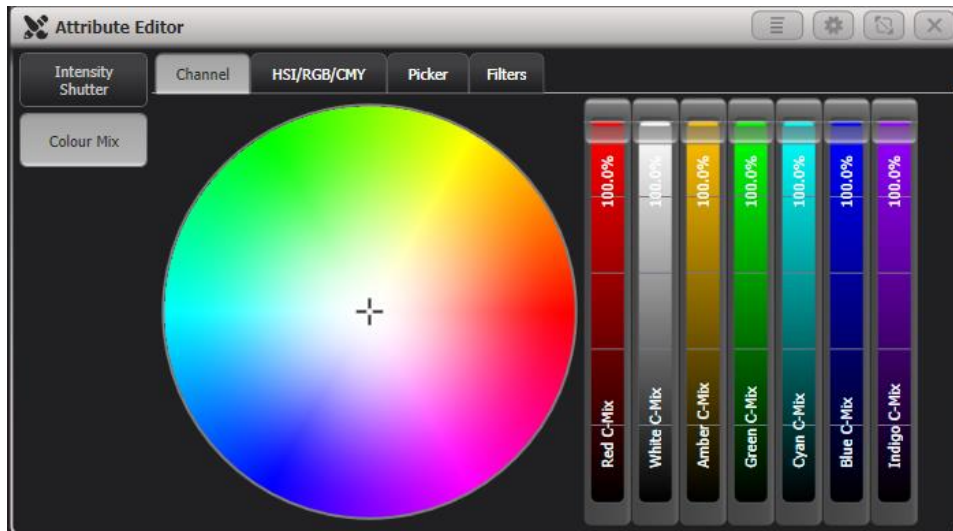 Attribute Editor
Intensity
Shutter
Channel
HSI/RGB/CMY
Picker
Filters
Colour Mix
100.0%
100.0%
100.0%
100.0%
100.0%
100.0%
100.0%
Red C-Mix
White C-Mix
Amber C-Mix
Green C-Mix
Cyan C-Mix
Blue C-Mix
Indigo C-Mix